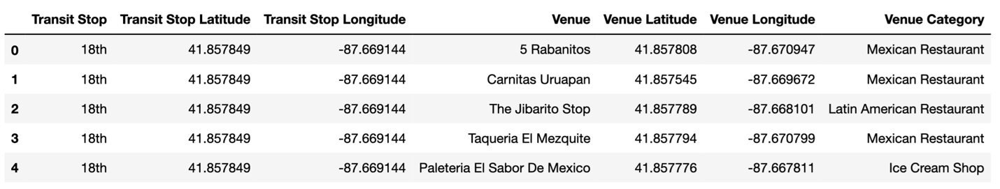 Transit Stop Transit Stop Latitude Transit Stop Longitude Venue Venue Latitude Venue Longitude Venue Category
0 18th 41.857849 -87.669144 5 Rabanitos 41.857808 -87.670947 Mexican Restaurant
1 18th 41.857849 -87.669144 Carnitas Uruapan 41.857545 -87.669672 Mexican Restaurant
2 18th 41.857849 -87.669144 The Jibarito Stop 41.857789 -87.668101 Latin American Restaurant
3 18th 41.857849 -87.669144 Taqueria El Mezquite 41.857794 -87.670799 Mexican Restaurant
4 18th 41.857849 -87.669144 Paleteria El Sabor De Mexico 41.857776 -87.667811 Ice Cream Shop